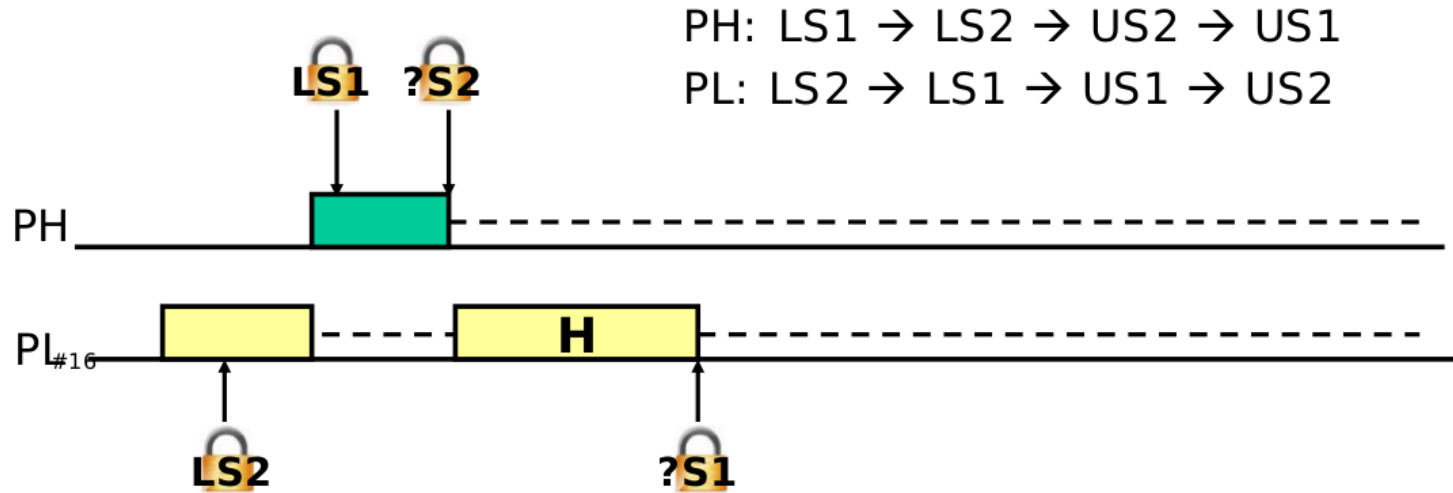 PH: LS1 → LS2 → US2 → US1
PL: LS2 → LS1 → US1 → US2
LS1 ?S2
PH
H
PL #16
LS2 ?S1